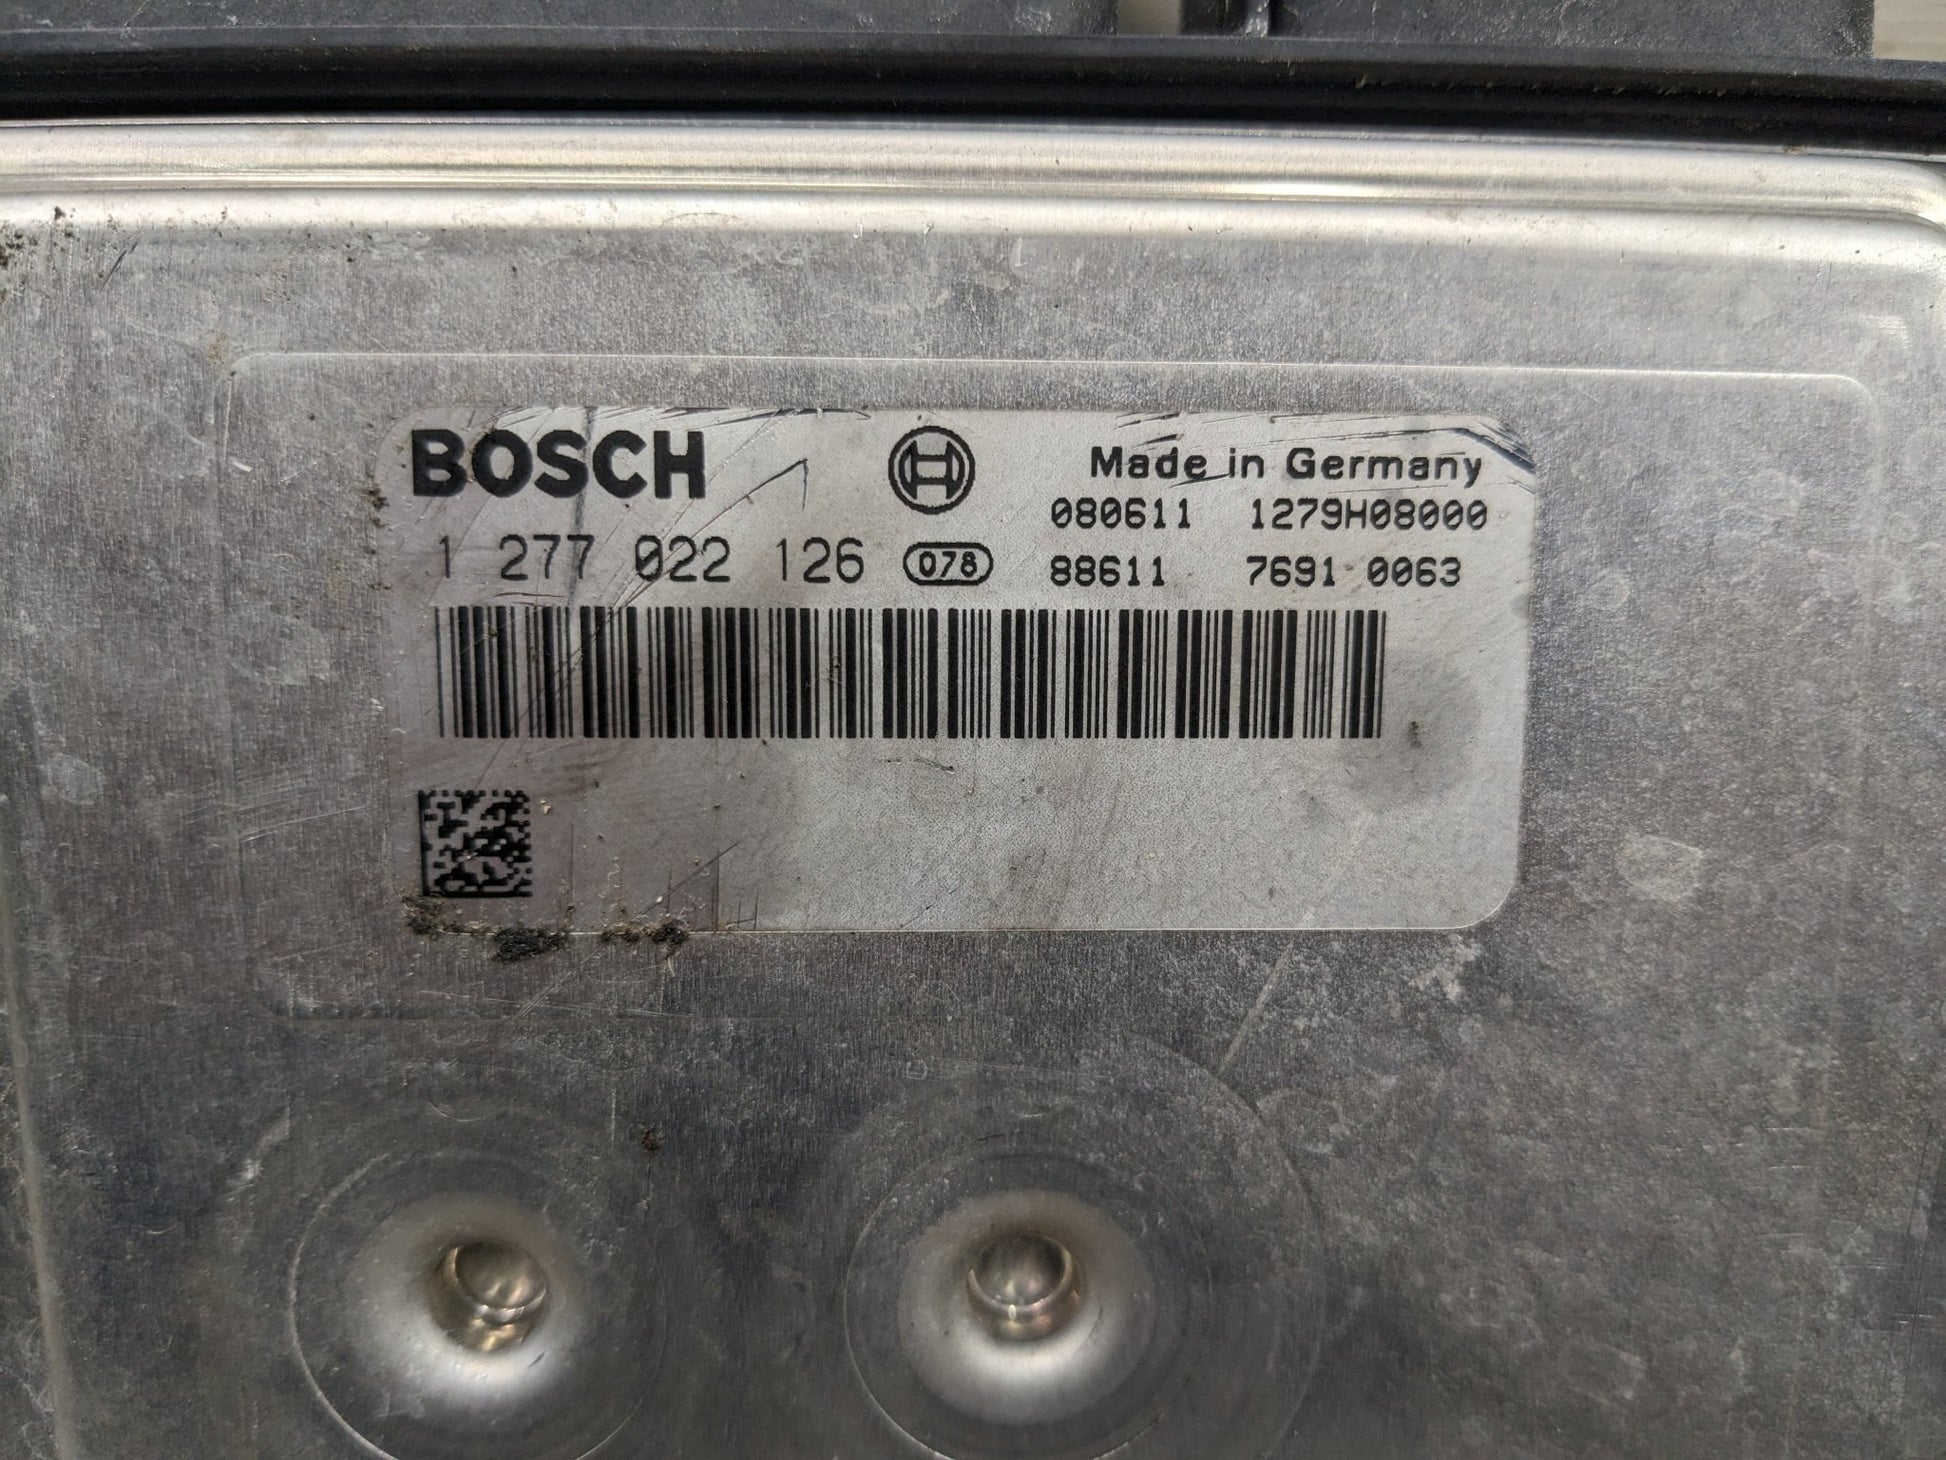 BOSCH
Made in Germany
080611 1279H08000
1 277 022 126 078 88611 7691 0063